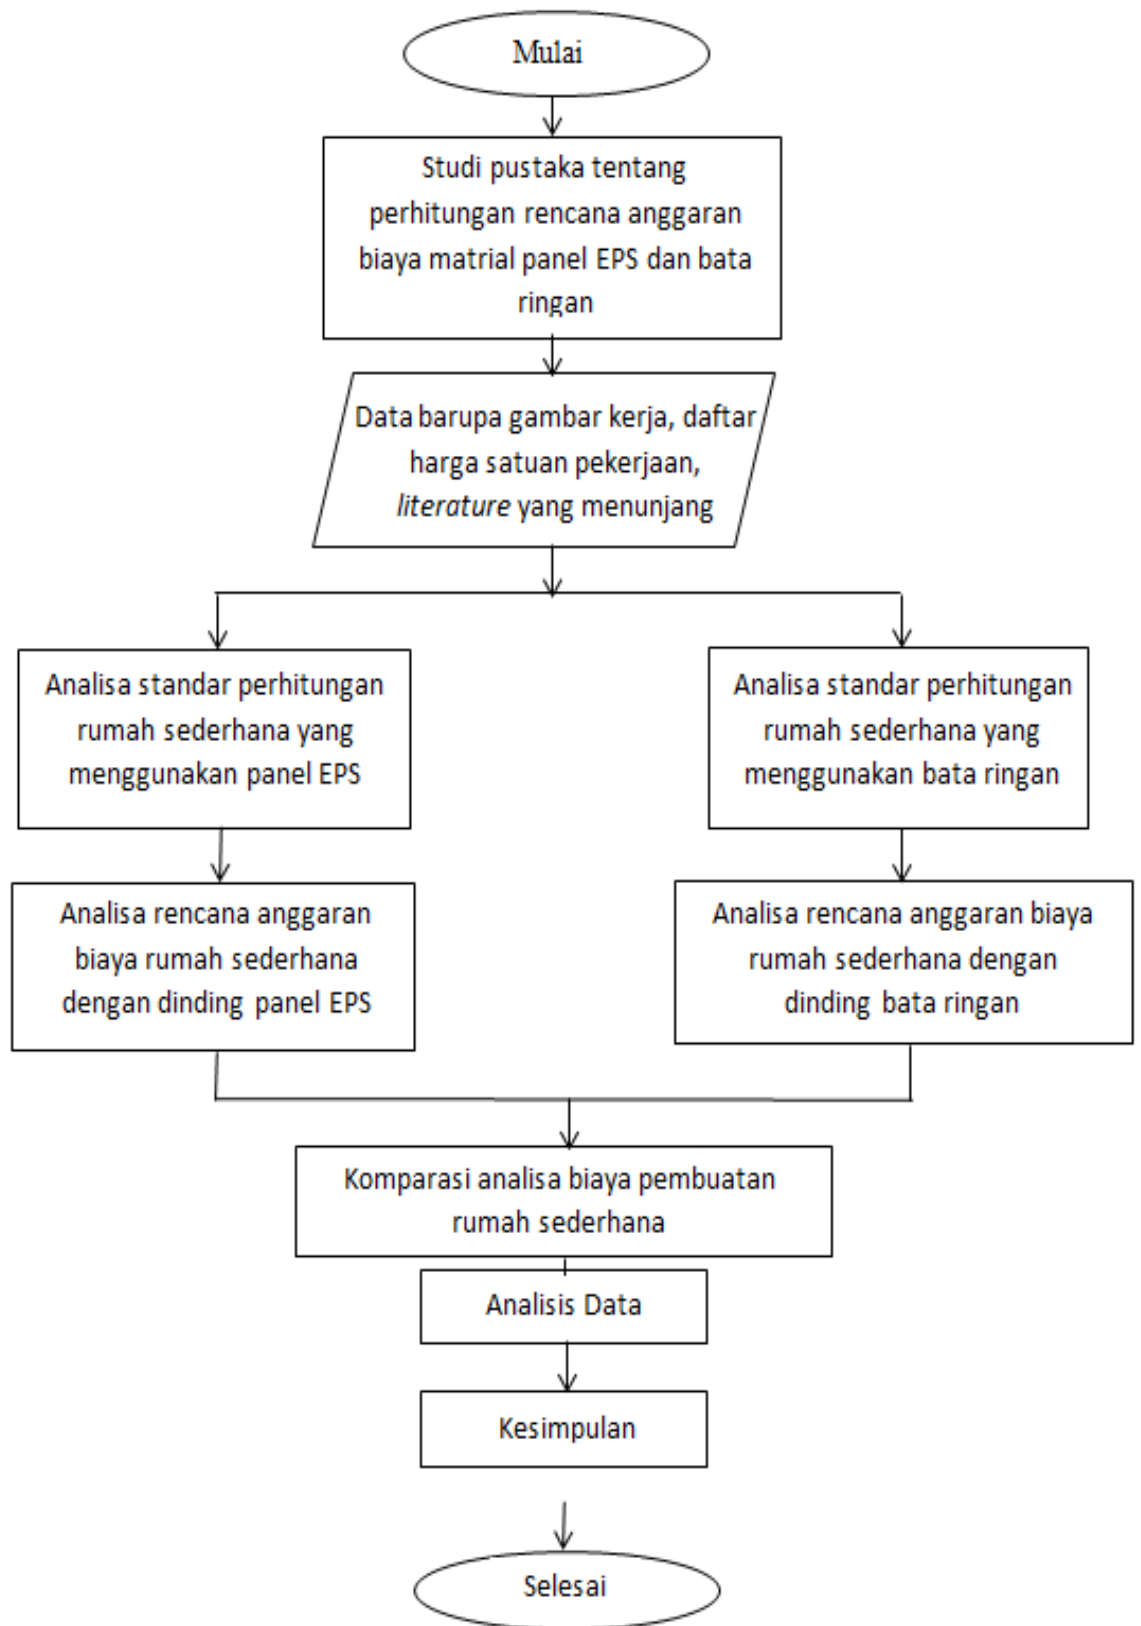 Mulai
Studi pustaka tentang
perhitungan rencana anggaran
biaya matrial panel EPS dan bata
ringan
Data barupa gambar kerja, daftar
harga satuan pekerjaan,
literature yang menunjang
Analisa standar perhitungan
rumah sederhana yang
menggunakan panel EPS
Analisa standar perhitungan
rumah sederhana yang
menggunakan bata ringan
Analisa rencana anggaran
biaya rumah sederhana
dengan dinding panel EPS
Analisa rencana anggaran biaya
rumah sederhana dengan
dinding bata ringan
Komparasi analisa biaya pembuatan
rumah sederhana
Analisis Data
Kesimpulan
Selesai